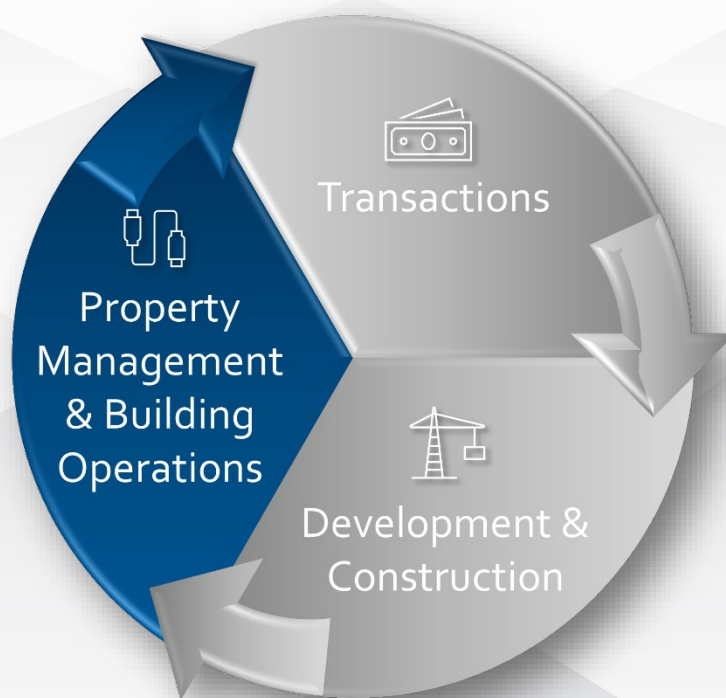 Transactions
Property
Management
& Building
Operations
Development &
Construction